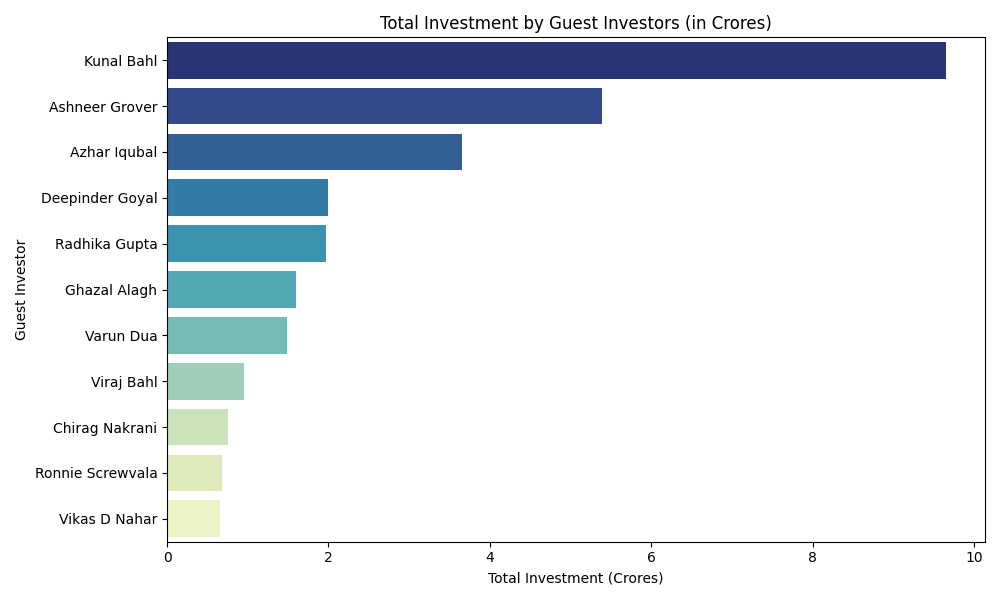 Total Investment by Guest Investors (in Crores)
Guest Investor
Kunal Bahl
Ashneer Grover
Azhar Iqubal
Deepinder Goyal
Radhika Gupta
Ghazal Alagh
Varun Dua
Viraj Bahl
Chirag Nakrani
Ronnie Screwvala
Vikas D Nahar
0 2 4 6 8 10
Total Investment (Crores)